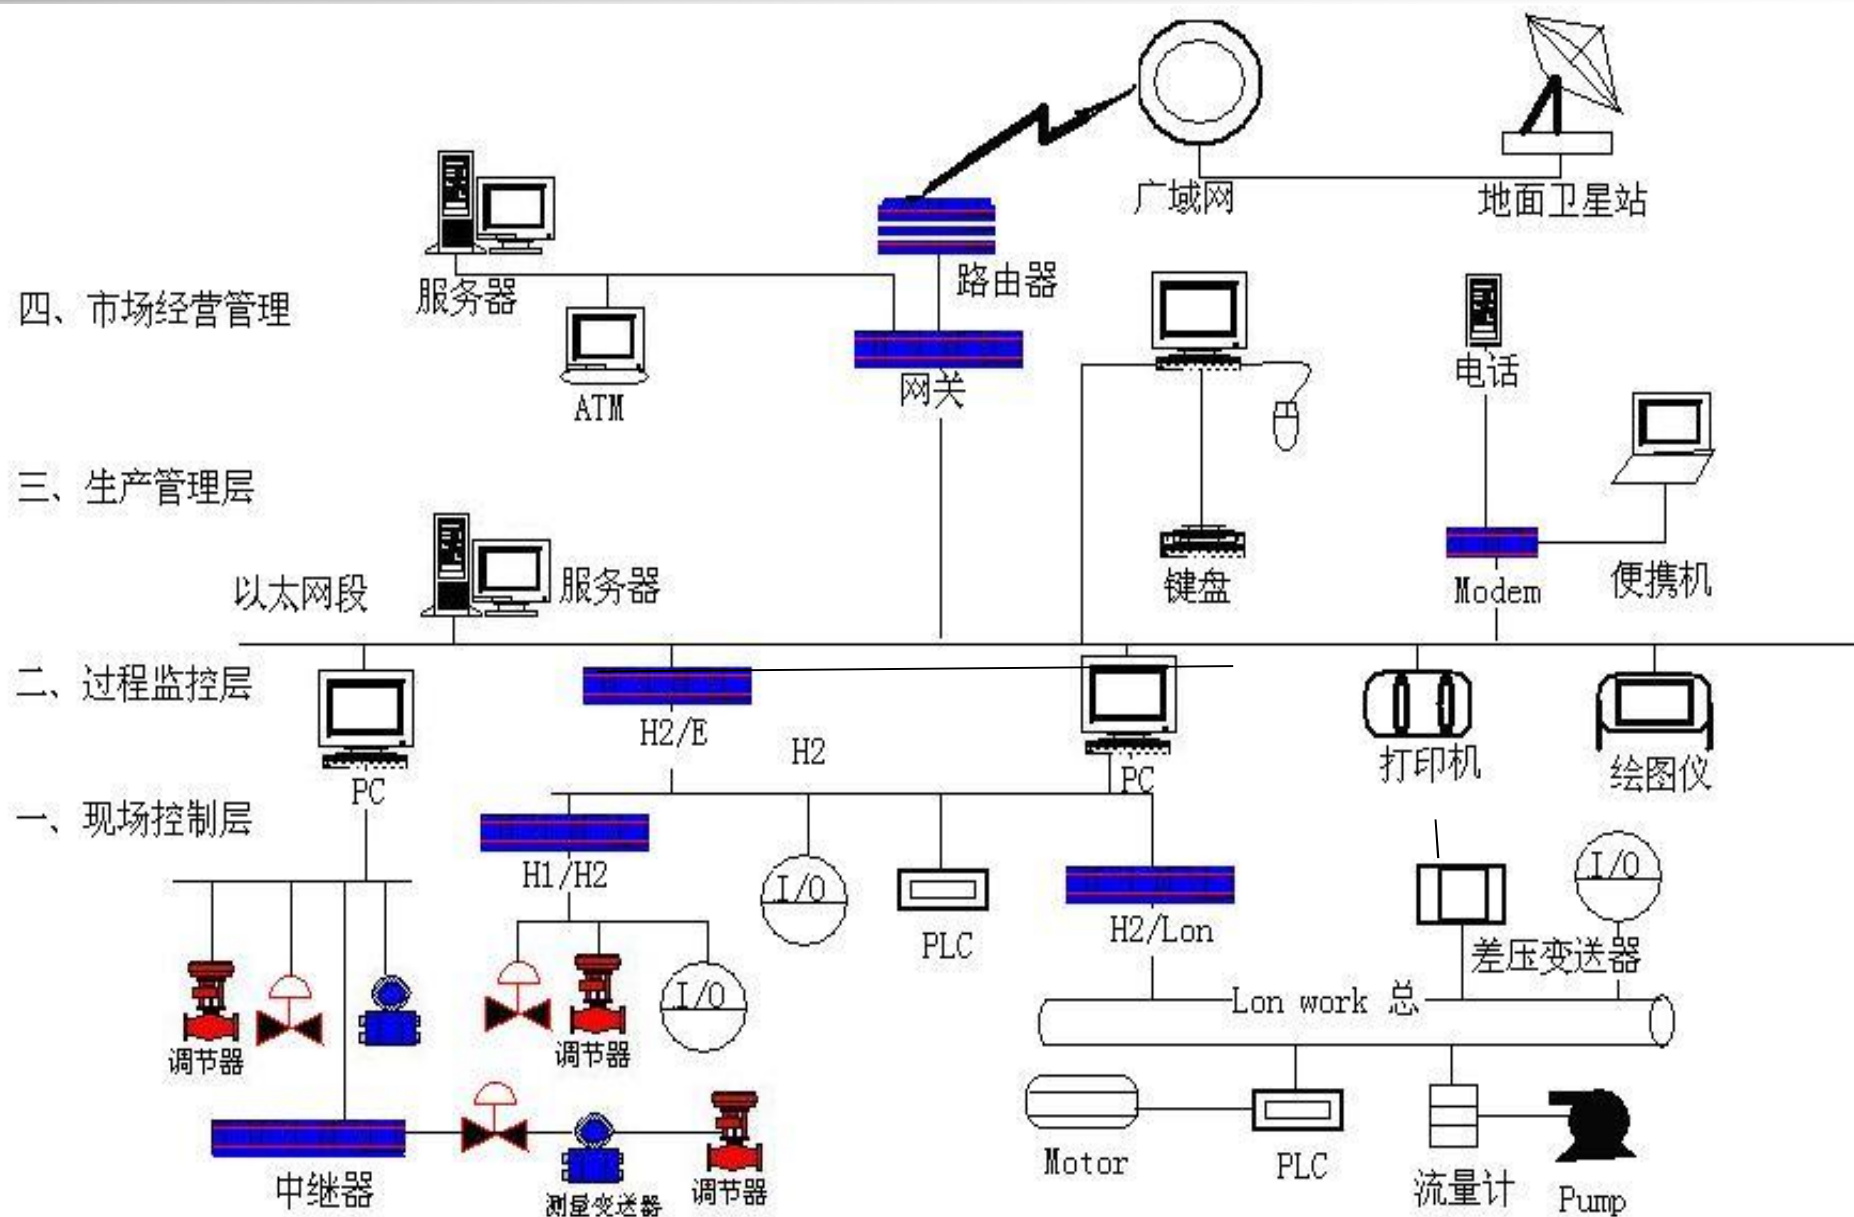 广域网
地面卫星站
服务器
路由器
四、市场经营管理
电话
网关
ATM
三、生产管理层
以太网段
服务器
键盘
Modem
便携机
二、过程监控层
H2/E
H2
打印机
绘图仪
PC
PC
一、现场控制层
H1/H2
I/O
I/O
PLC
H2/Lon
差压变送器
I/O
Lon work 总
调节器
调节器
Motor
PLC
流量计
Pump
中继器
测量变送器
调节器